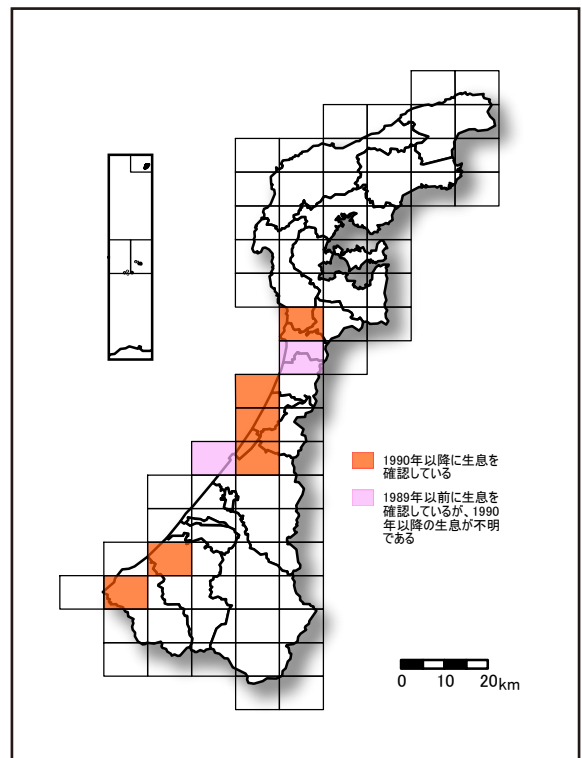 1990年以降に生息を
確認している
1989年以前に生息を
確認しているが、1990
年以降の生息が不明
である
0 10 20km